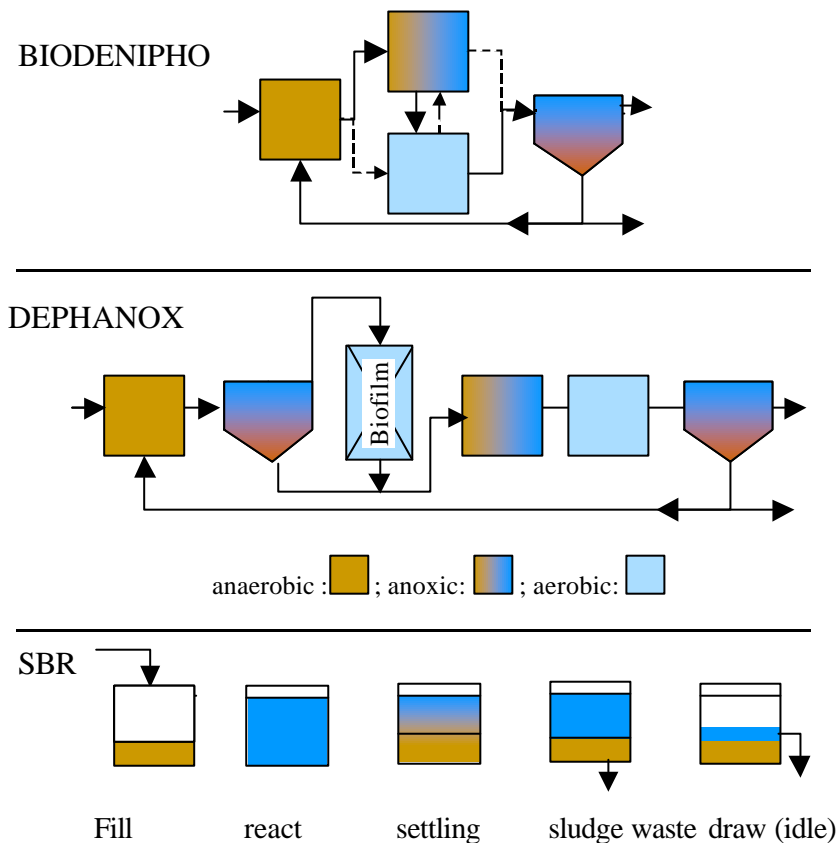 BIODENIPHO
DEPHANOX
Biofilm
anaerobic : ; anoxic: ; aerobic:
SBR
Fill react settling sludge waste draw (idle)